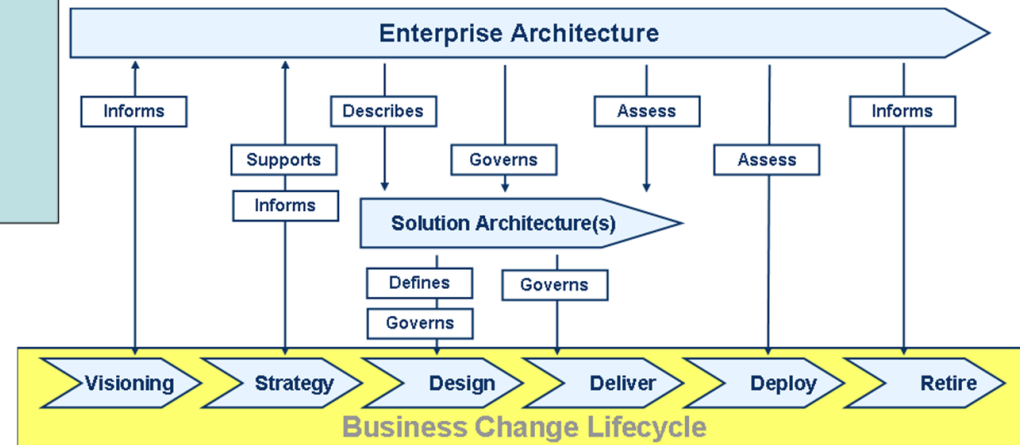 Enterprise Architecture
Informs
Describes
Assess
Informs
Supports
Governs
Assess
Informs
Solution Architecture(s)
Defines
Governs
Governs
Visioning
Strategy
Design
Deliver
Deploy
Retire
Business Change Lifecycle